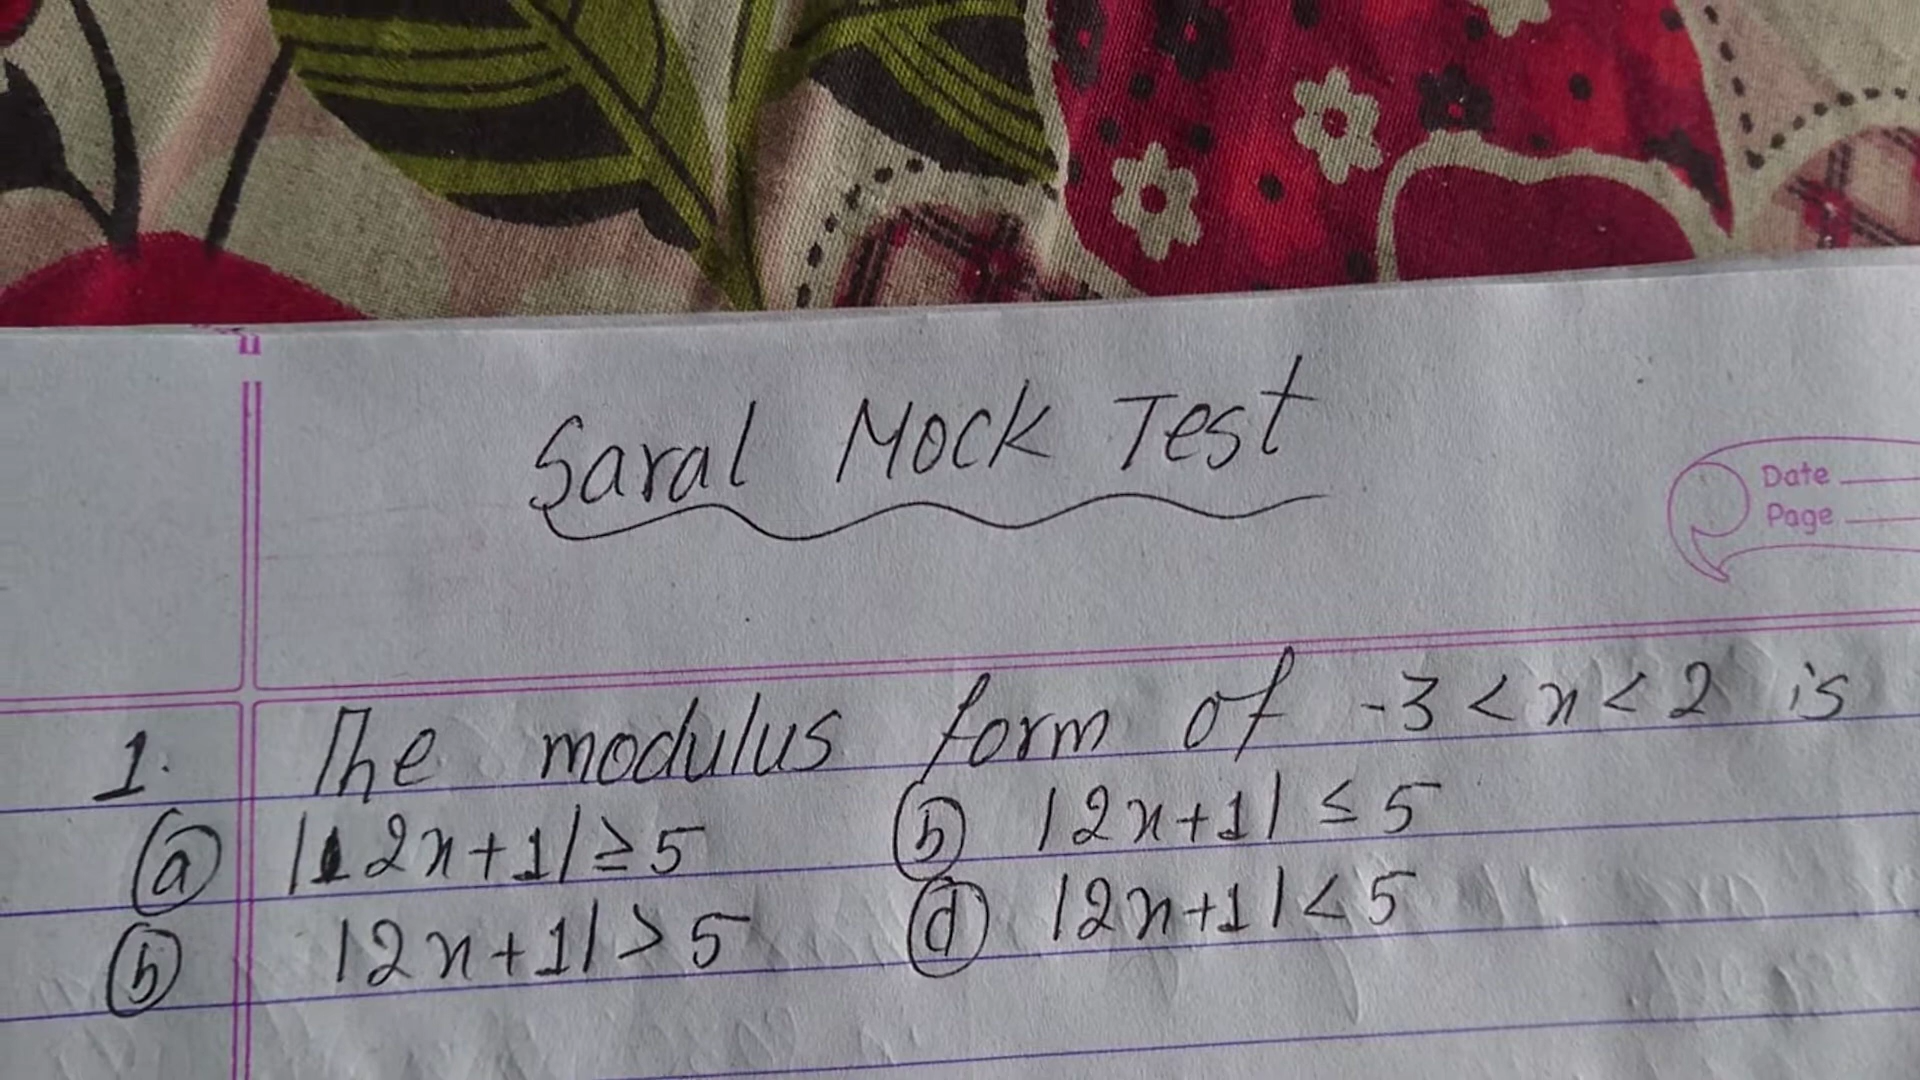 Saral Mock Test
Date
Page
1. The modulus form of -3 < x < 2 is
(a) |2x+1| ≥ 5 (b) |2x+1| ≤ 5
(b) |2x+1| > 5 (d) |2x+1| < 5